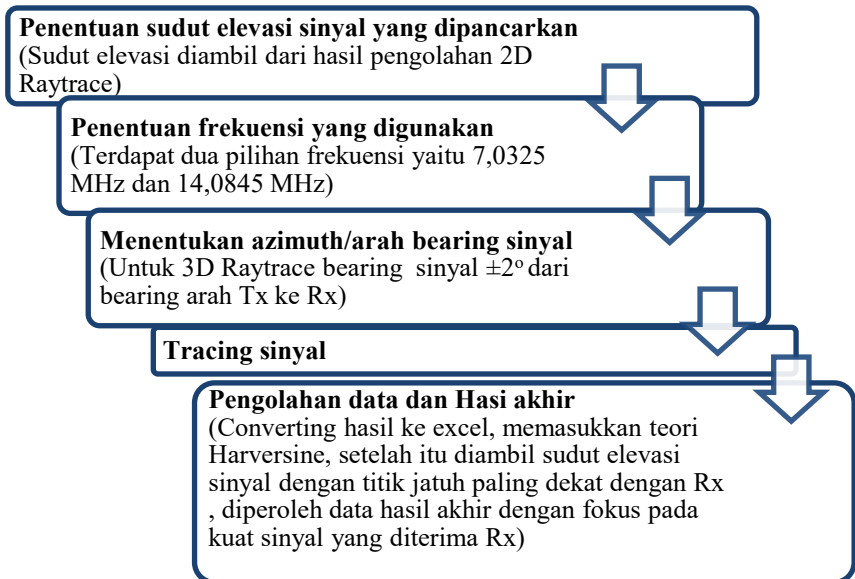 Penentuan sudut elevasi sinyal yang dipancarkan
(Sudut elevasi diambil dari hasil pengolahan 2D
Raytrace)
Penentuan frekuensi yang digunakan
(Terdapat dua pilihan frekuensi yaitu 7,0325
MHz dan 14,0845 MHz)
Menentukan azimuth/arah bearing sinyal
(Untuk 3D Raytrace bearing sinyal ±2° dari
bearing arah Tx ke Rx)
Tracing sinyal
Pengolahan data dan Hasi akhir
(Converting hasil ke excel, memasukkan teori
Harversine, setelah itu diambil sudut elevasi
sinyal dengan titik jatuh paling dekat dengan Rx
, diperoleh data hasil akhir dengan fokus pada
kuat sinyal yang diterima Rx)